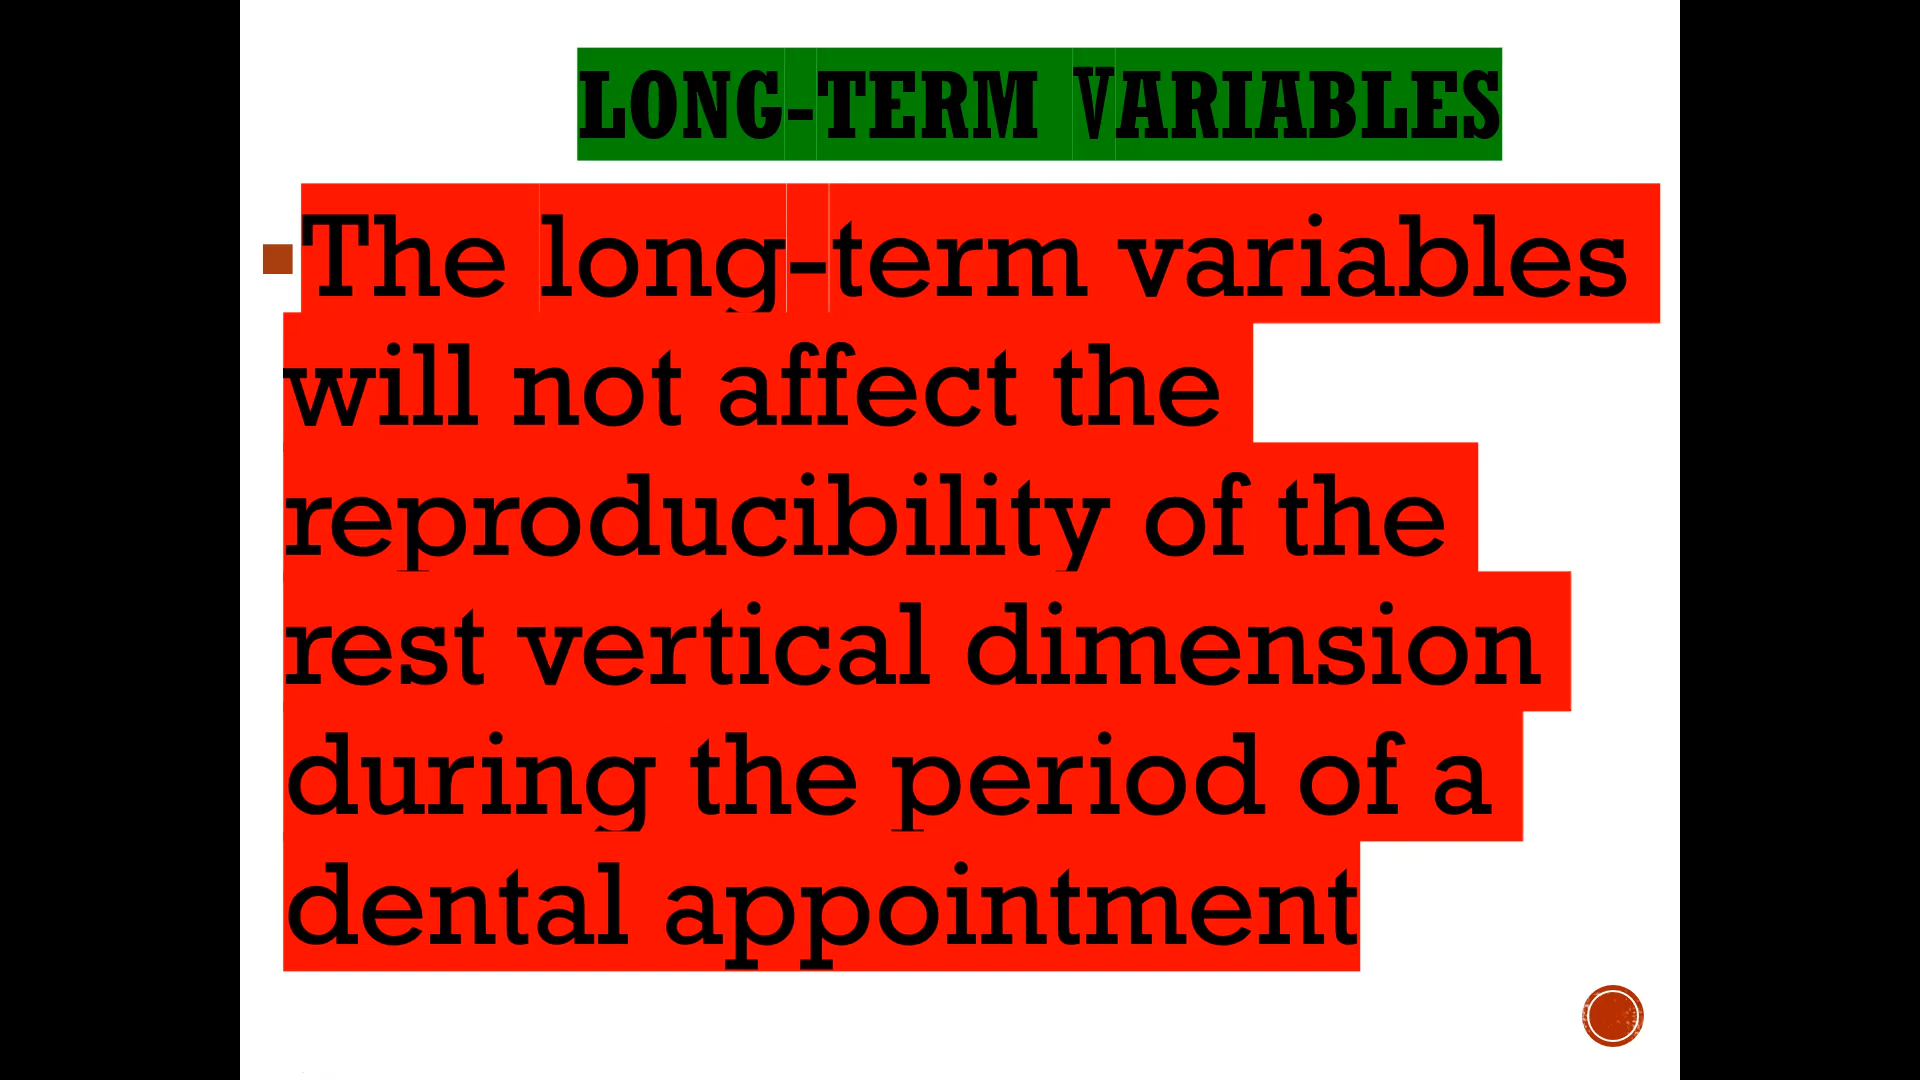 LONG-TERM VARIABLES
The long-term variables
will not affect the
reproducibility of the
rest vertical dimension
during the period of a
dental appointment